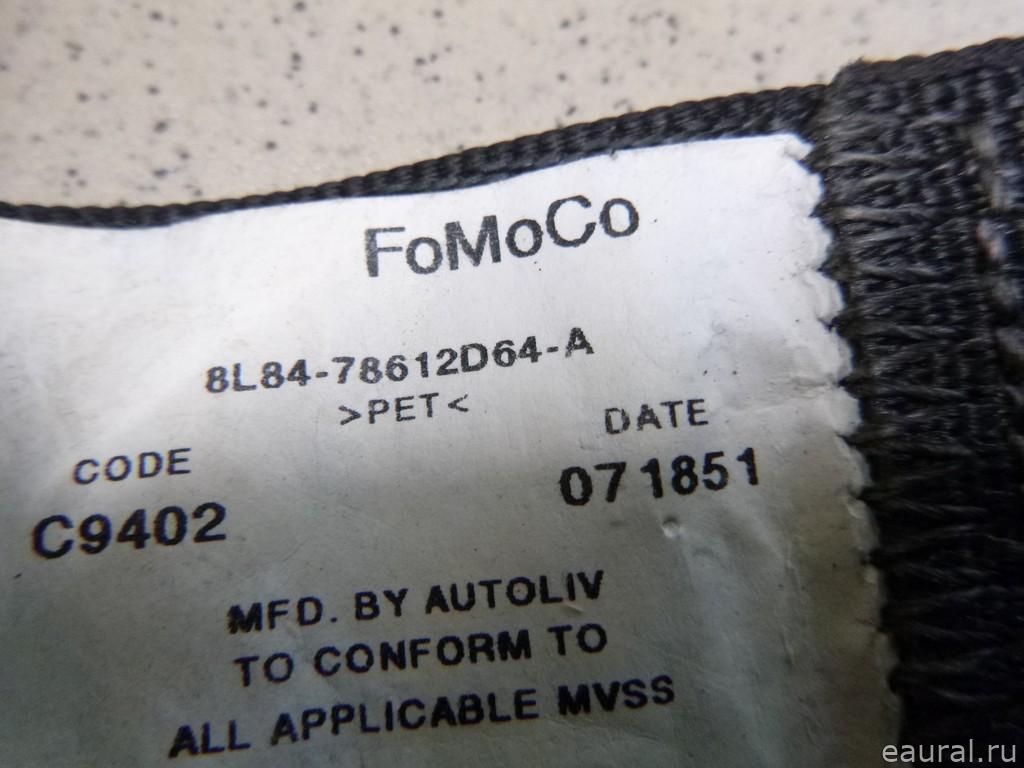 FoMoCo
8L84-78612D64-A
>PET<
CODE DATE
C9402 071851
MFD. BY AUTOLIV
TO CONFORM TO
ALL APPLICABLE MVSS
eaural.ru